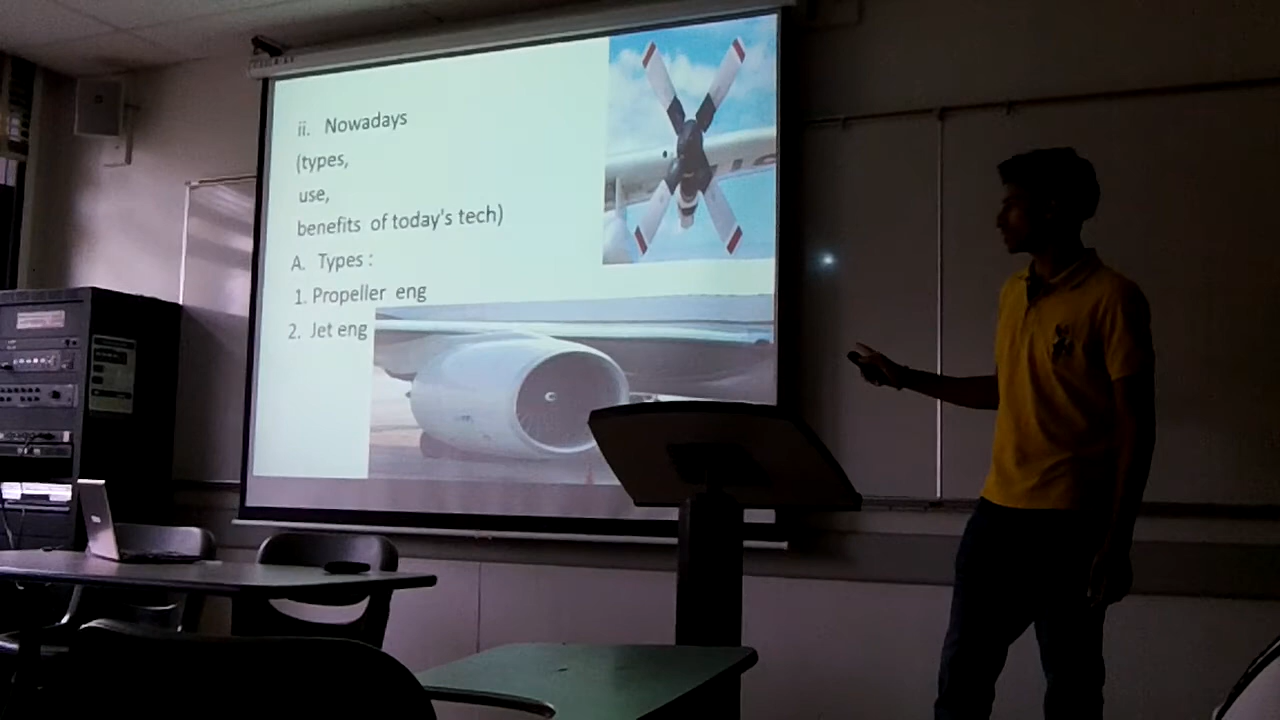 ii. Nowadays
(types,
use,
benefits of today's tech)
A. Types :
1. Propeller eng
2. Jet eng